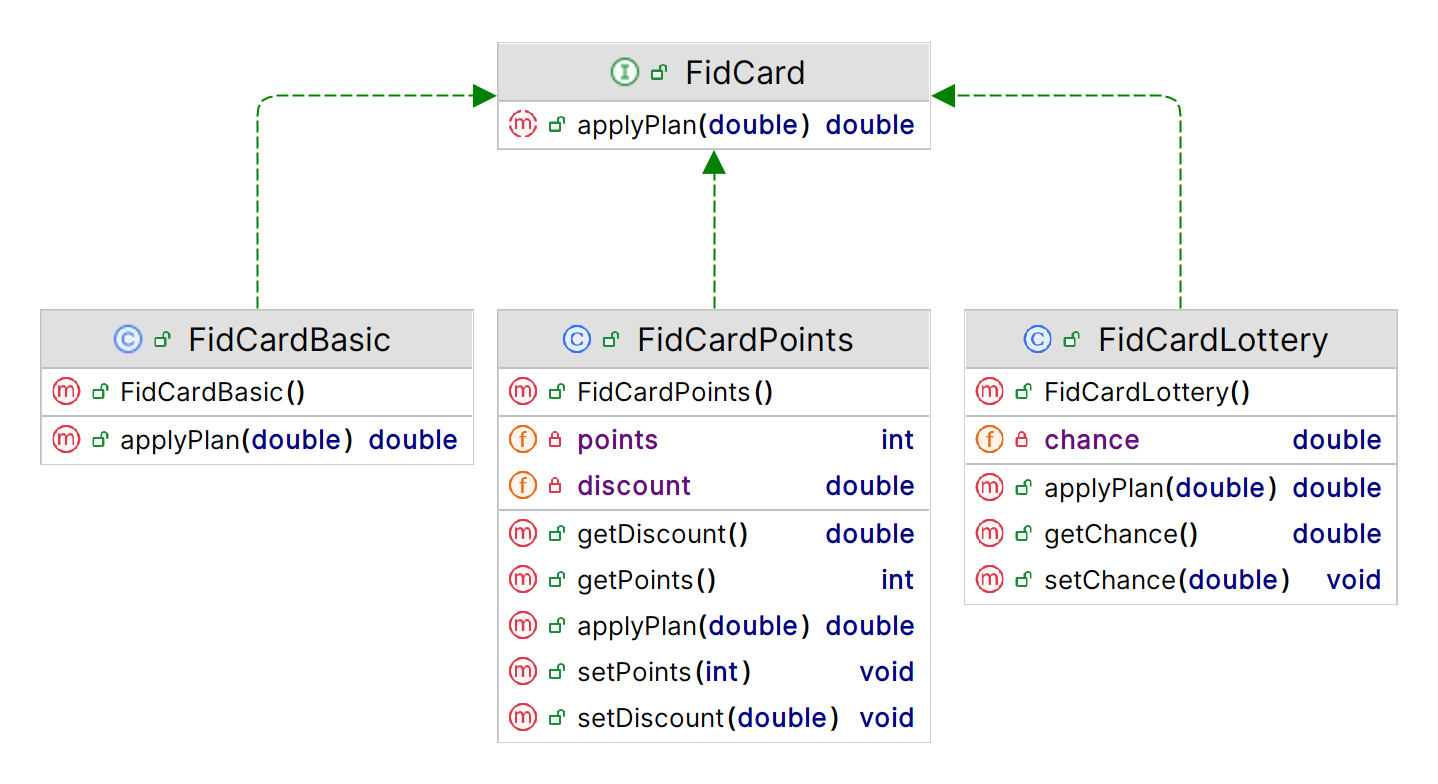 I FidCard
m applyPlan(double) double
C FidCardBasic
m FidCardBasic()
m applyPlan(double) double
C FidCardPoints
m FidCardPoints()
f points int
f discount double
m getDiscount() double
m getPoints() int
m applyPlan(double) double
m setPoints(int) void
m setDiscount(double) void
C FidCardLottery
m FidCardLottery()
f chance double
m applyPlan(double) double
m getChance() double
m setChance(double) void